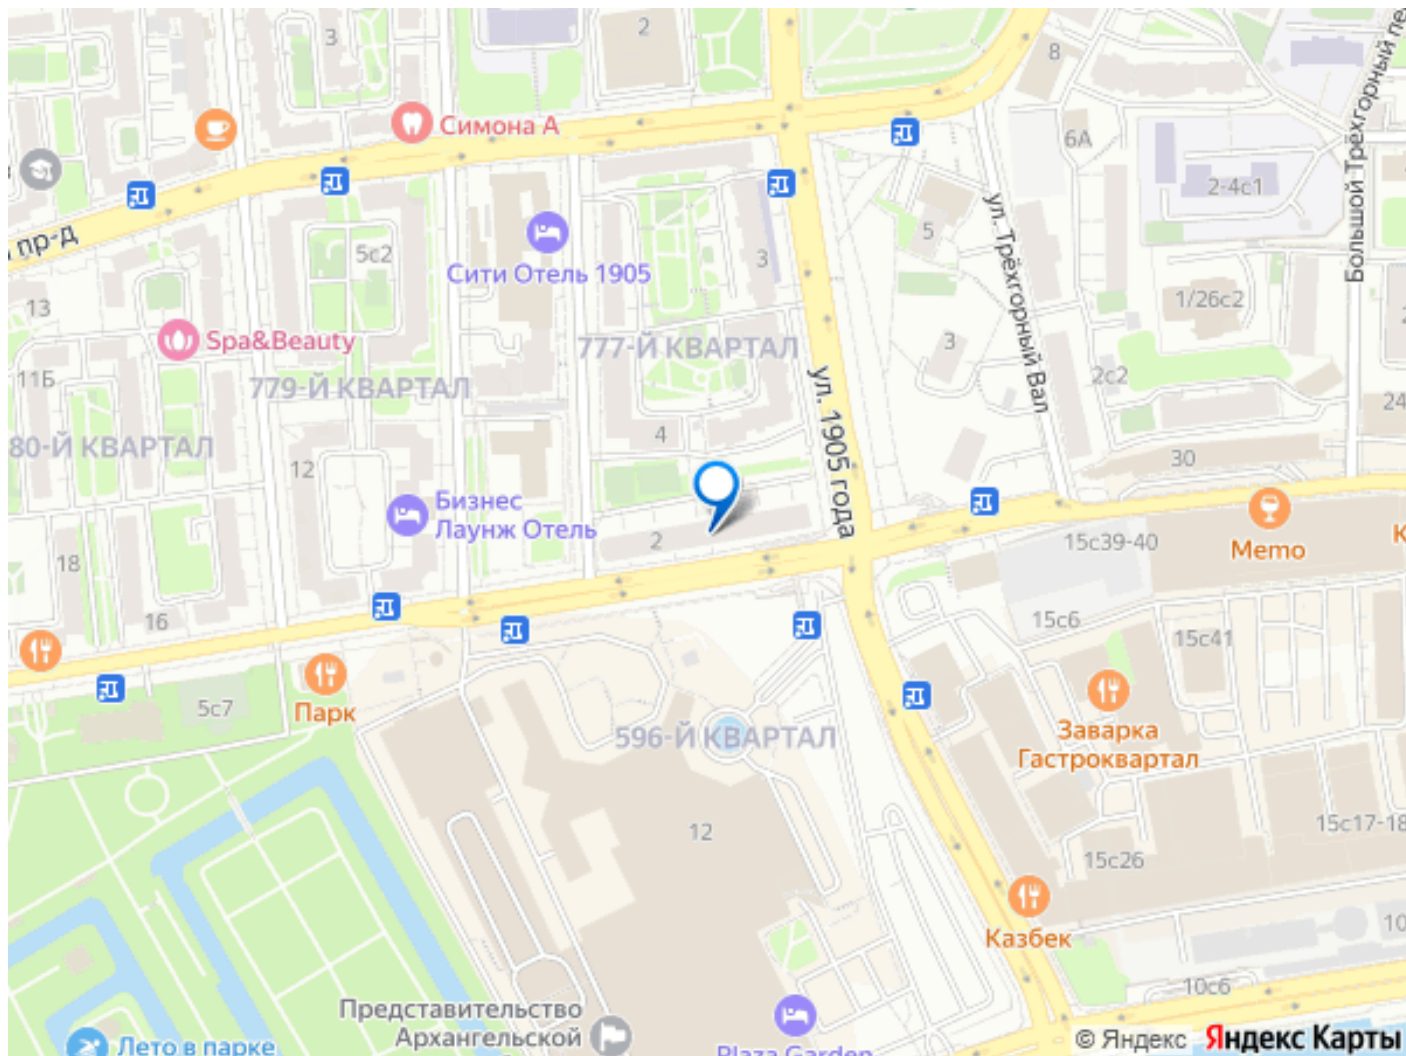 2
3
8
Симона А
6А
2-4с1
Большой Трёхгорный пе
пр-д
5с2
Сити Отель 1905
3
5
ул. Трёхгорный Вал
1/26с2
13
Spa&Beauty
777-Й КВАРТАЛ
3
ул. 1905 года
11Б
779-Й КВАРТАЛ
2с2
24
80-Й КВАРТАЛ
4
12
30
Бизнес
Лаунж Отель
2
15с39-40
Memo
К
18
16
15с6
15с41
5с7
Парк
596-Й КВАРТАЛ
Заварка
Гастроквартал
12
15с17-18
15с26
Казбек
10
10с6
Представительство
Архангельской
Лето в парке
Plaza Garden
© Яндекс Яндекс Карты